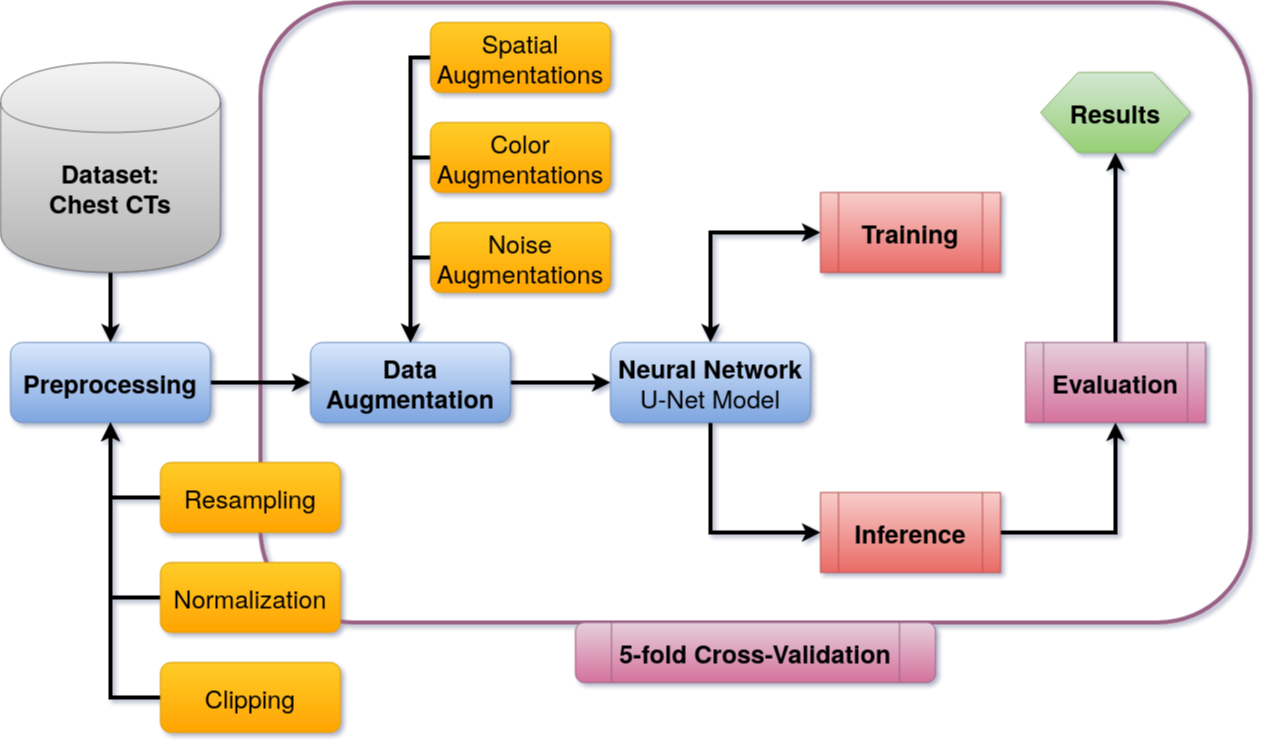 Spatial
Augmentations
Color
Augmentations
Noise
Augmentations
Results
Dataset:
Chest CTs
Training
Preprocessing
Data
Augmentation
Neural Network
U-Net Model
Evaluation
Resampling
Normalization
Clipping
Inference
5-fold Cross-Validation